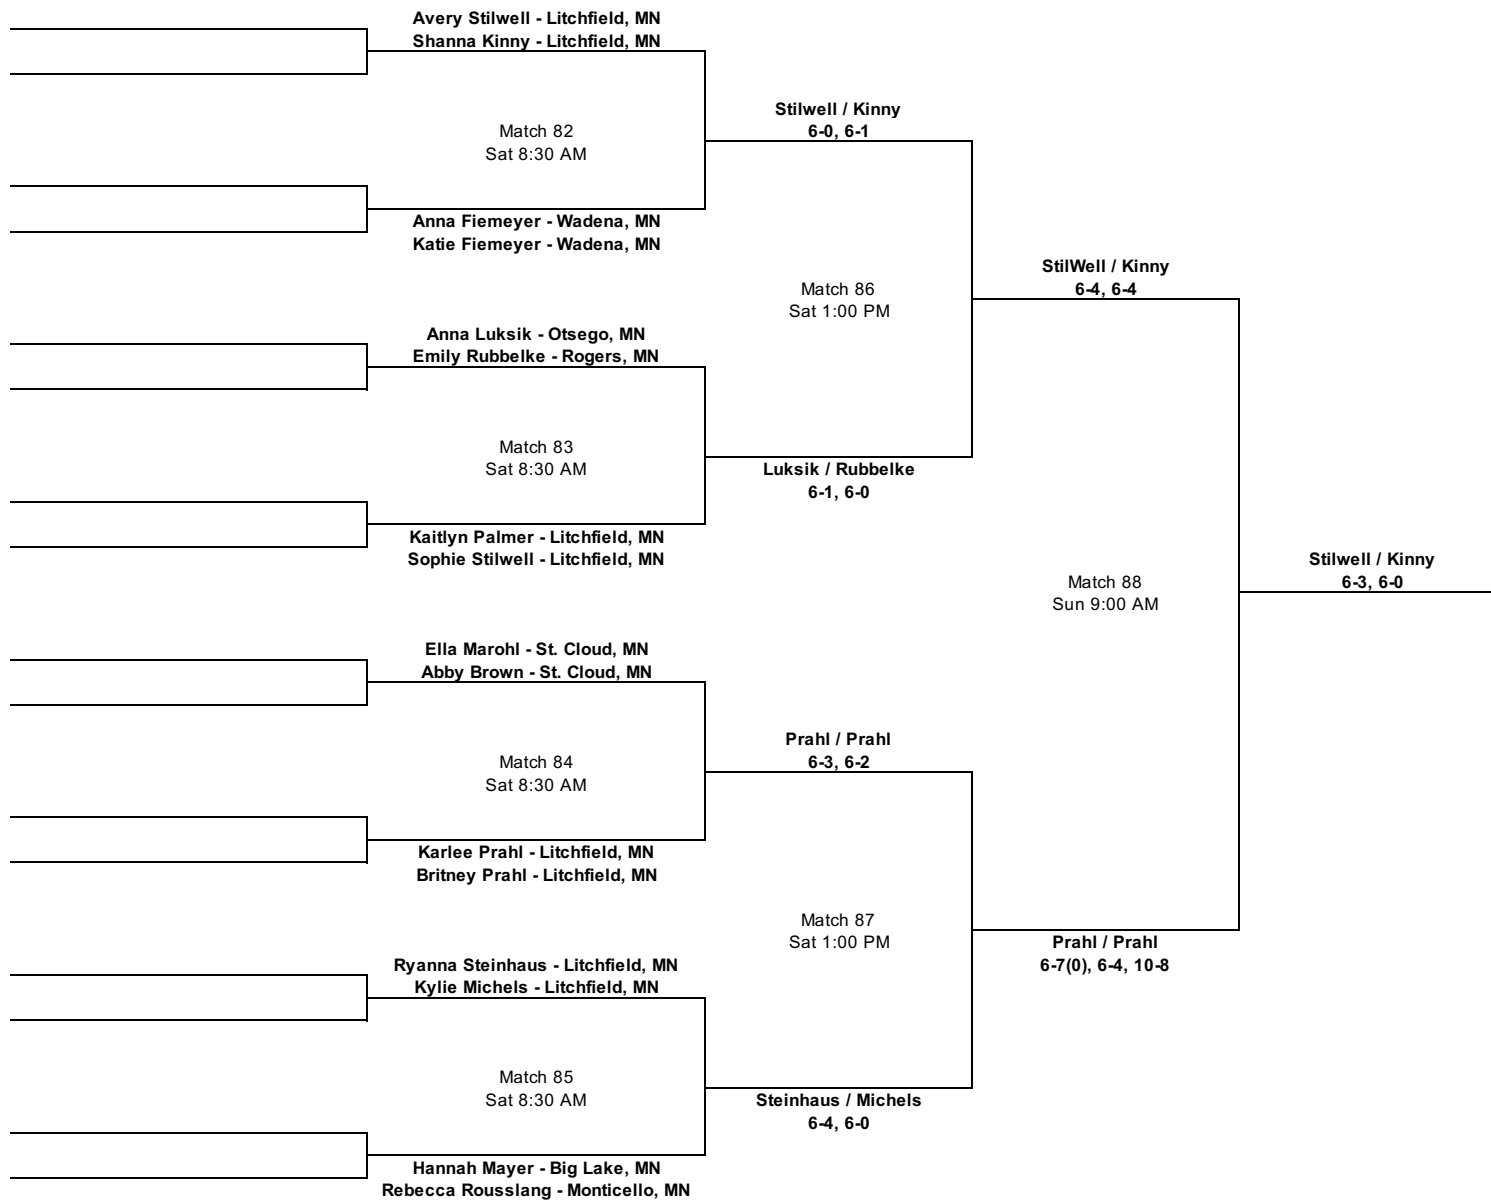 Avery Stilwell - Litchfield, MN
Shanna Kinny - Litchfield, MN
Match 82
Sat 8:30 AM
Anna Fiemeyer - Wadena, MN
Katie Fiemeyer - Wadena, MN
Anna Luksik - Otsego, MN
Emily Rubbelke - Rogers, MN
Match 83
Sat 8:30 AM
Kaitlyn Palmer - Litchfield, MN
Sophie Stilwell - Litchfield, MN
Ella Marohl - St. Cloud, MN
Abby Brown - St. Cloud, MN
Match 84
Sat 8:30 AM
Karlee Prahl - Litchfield, MN
Britney Prahl - Litchfield, MN
Ryanna Steinhaus - Litchfield, MN
Kylie Michels - Litchfield, MN
Match 85
Sat 8:30 AM
Hannah Mayer - Big Lake, MN
Rebecca Rousslang - Monticello, MN
Stilwell / Kinny
6-0, 6-1
Match 86
Sat 1:00 PM
Luksik / Rubbelke
6-1, 6-0
Prahl / Prahl
6-3, 6-2
Match 87
Sat 1:00 PM
Steinhaus / Michels
6-4, 6-0
StilWell / Kinny
6-4, 6-4
Match 88
Sun 9:00 AM
Prahl / Prahl
6-7(0), 6-4, 10-8
Stilwell / Kinny
6-3, 6-0